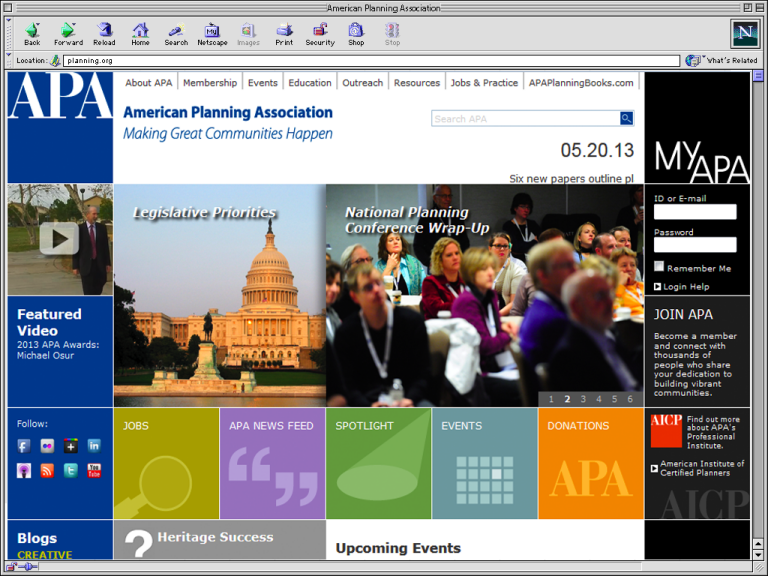 American Planning Association
Back Forward Reload Home Search Netscape Images Print Security Shop Stop
Location: planning.org What's Related
APA
About APA Membership Events Education Outreach Resources Jobs & Practice APAPlanningBooks.com
American Planning Association
Making Great Communities Happen
Search APA
05.20.13
Six new papers outline pl
MY APA
ID or E-mail
Password
Remember Me
Login Help
Legislative Priorities
National Planning
Conference Wrap-Up
1 2 3 4 5 6
Featured
Video
2013 APA Awards:
Michael Osur
JOIN APA
Become a member
and connect with
thousands of
people who share
your dedication to
building vibrant
communities.
Follow:
You
Tube
JOBS
APA NEWS FEED
SPOTLIGHT
EVENTS
DONATIONS
APA
AICP
Find out more
about APA's
Professional
Institute.
American Institute of
Certified Planners
AICP
Blogs
CREATIVE
? Heritage Success
Upcoming Events